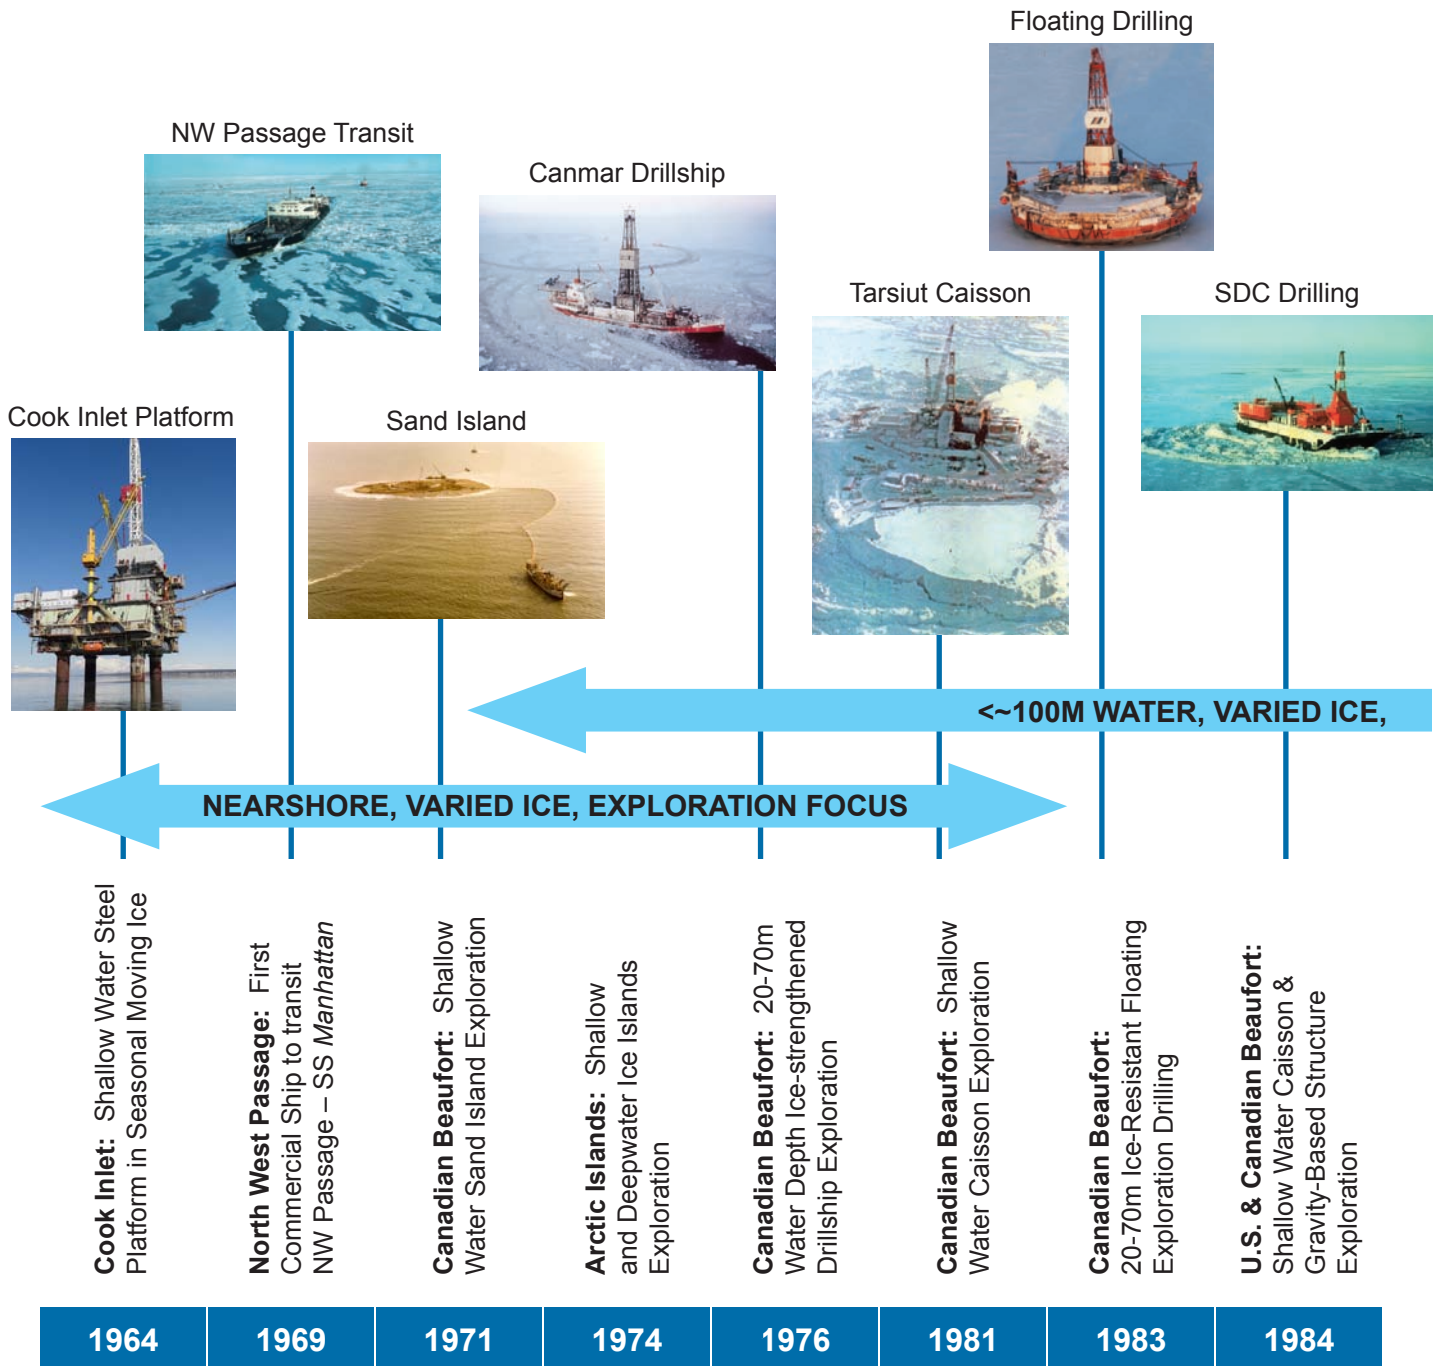 Floating Drilling
NW Passage Transit
Canmar Drillship
Tarsiut Caisson
SDC Drilling
Cook Inlet Platform
Sand Island
<~100M WATER, VARIED ICE,
NEARSHORE, VARIED ICE, EXPLORATION FOCUS
Cook Inlet: Shallow Water Steel
Platform in Seasonal Moving Ice
North West Passage: First
Commercial Ship to transit
NW Passage – SS Manhattan
Canadian Beaufort: Shallow
Water Sand Island Exploration
Arctic Islands: Shallow
and Deepwater Ice Islands
Exploration
Canadian Beaufort: 20-70m
Water Depth Ice-strengthened
Drillship Exploration
Canadian Beaufort: Shallow
Water Caisson Exploration
Canadian Beaufort:
20-70m Ice-Resistant Floating
Exploration Drilling
U.S. & Canadian Beaufort:
Shallow Water Caisson &
Gravity-Based Structure
Exploration
1964
1969
1971
1974
1976
1981
1983
1984